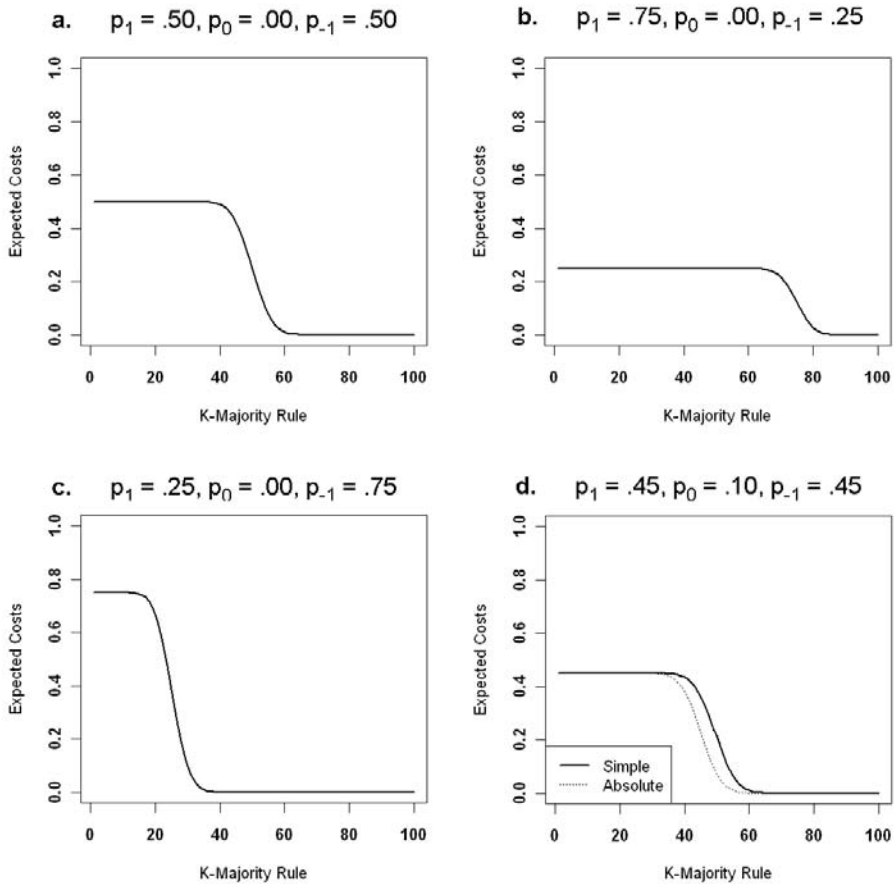 a. p1 = .50, p0 = .00, p-1 = .50
1.0
0.8
0.6
0.4
0.2
0.0
Expected Costs
0 20 40 60 80 100
K-Majority Rule
b. p1 = .75, p0 = .00, p-1 = .25
1.0
0.8
0.6
0.4
0.2
0.0
Expected Costs
0 20 40 60 80 100
K-Majority Rule
c. p1 = .25, p0 = .00, p-1 = .75
1.0
0.8
0.6
0.4
0.2
0.0
Expected Costs
0 20 40 60 80 100
K-Majority Rule
d. p1 = .45, p0 = .10, p-1 = .45
1.0
0.8
0.6
0.4
0.2
0.0
Expected Costs
Simple
Absolute
0 20 40 60 80 100
K-Majority Rule